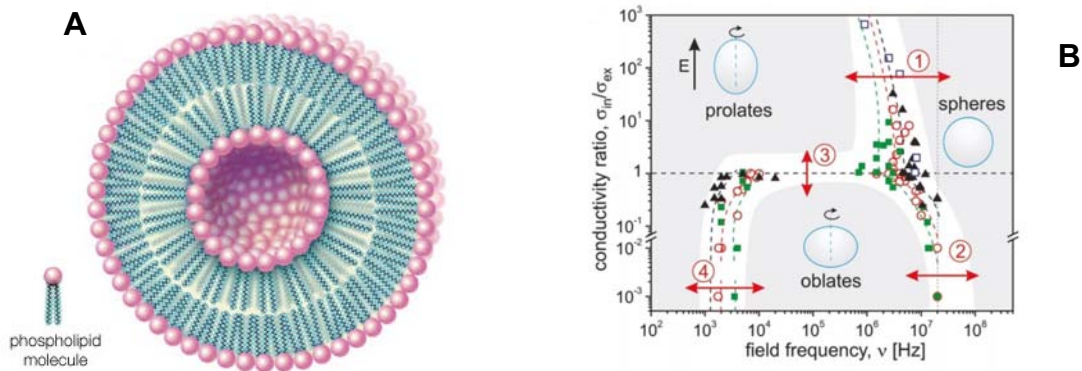 A
phospholipid
molecule
B
conductivity ratio, σin/σex
10³
10²
10¹
1
10⁻¹
10⁻²
10⁻³
E
prolates
①
spheres
③
oblates
②
④
10² 10³ 10⁴ 10⁵ 10⁶ 10⁷ 10⁸
field frequency, ν [Hz]